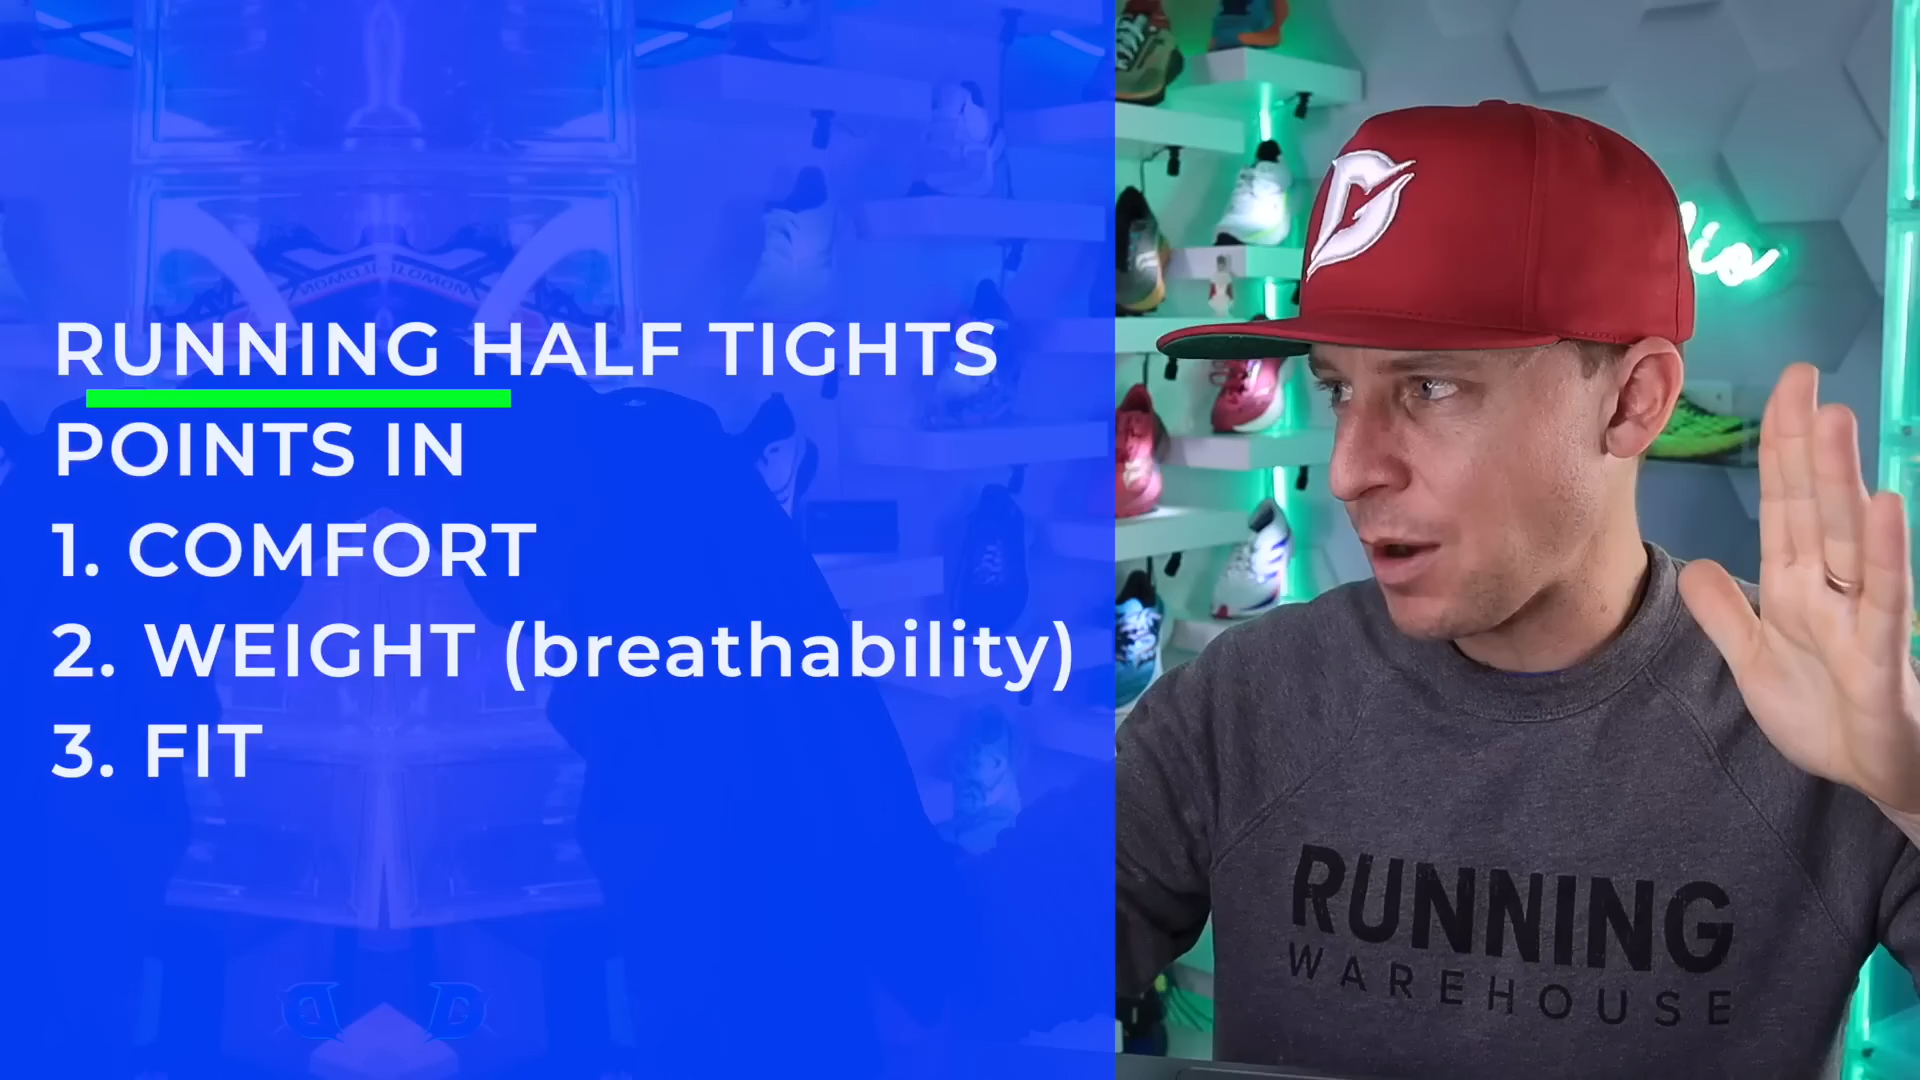 RUNNING HALF TIGHTS
POINTS IN
1. COMFORT
2. WEIGHT (breathability)
3. FIT
RUNNING
WAREHOUSE